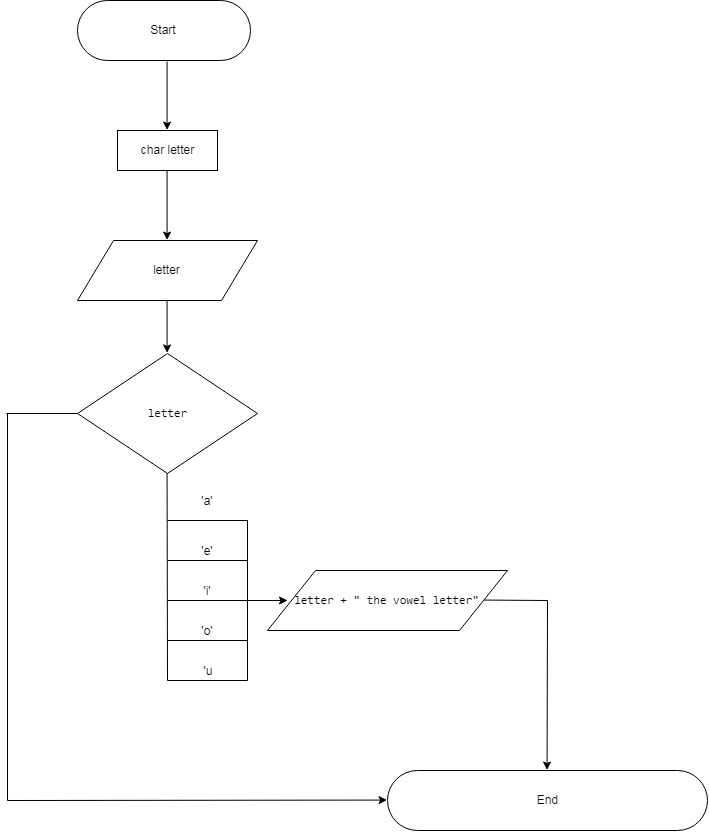 Start
char letter
letter
letter
'a'
'e'
'i'
letter + " the vowel letter"
'o'
'u
End